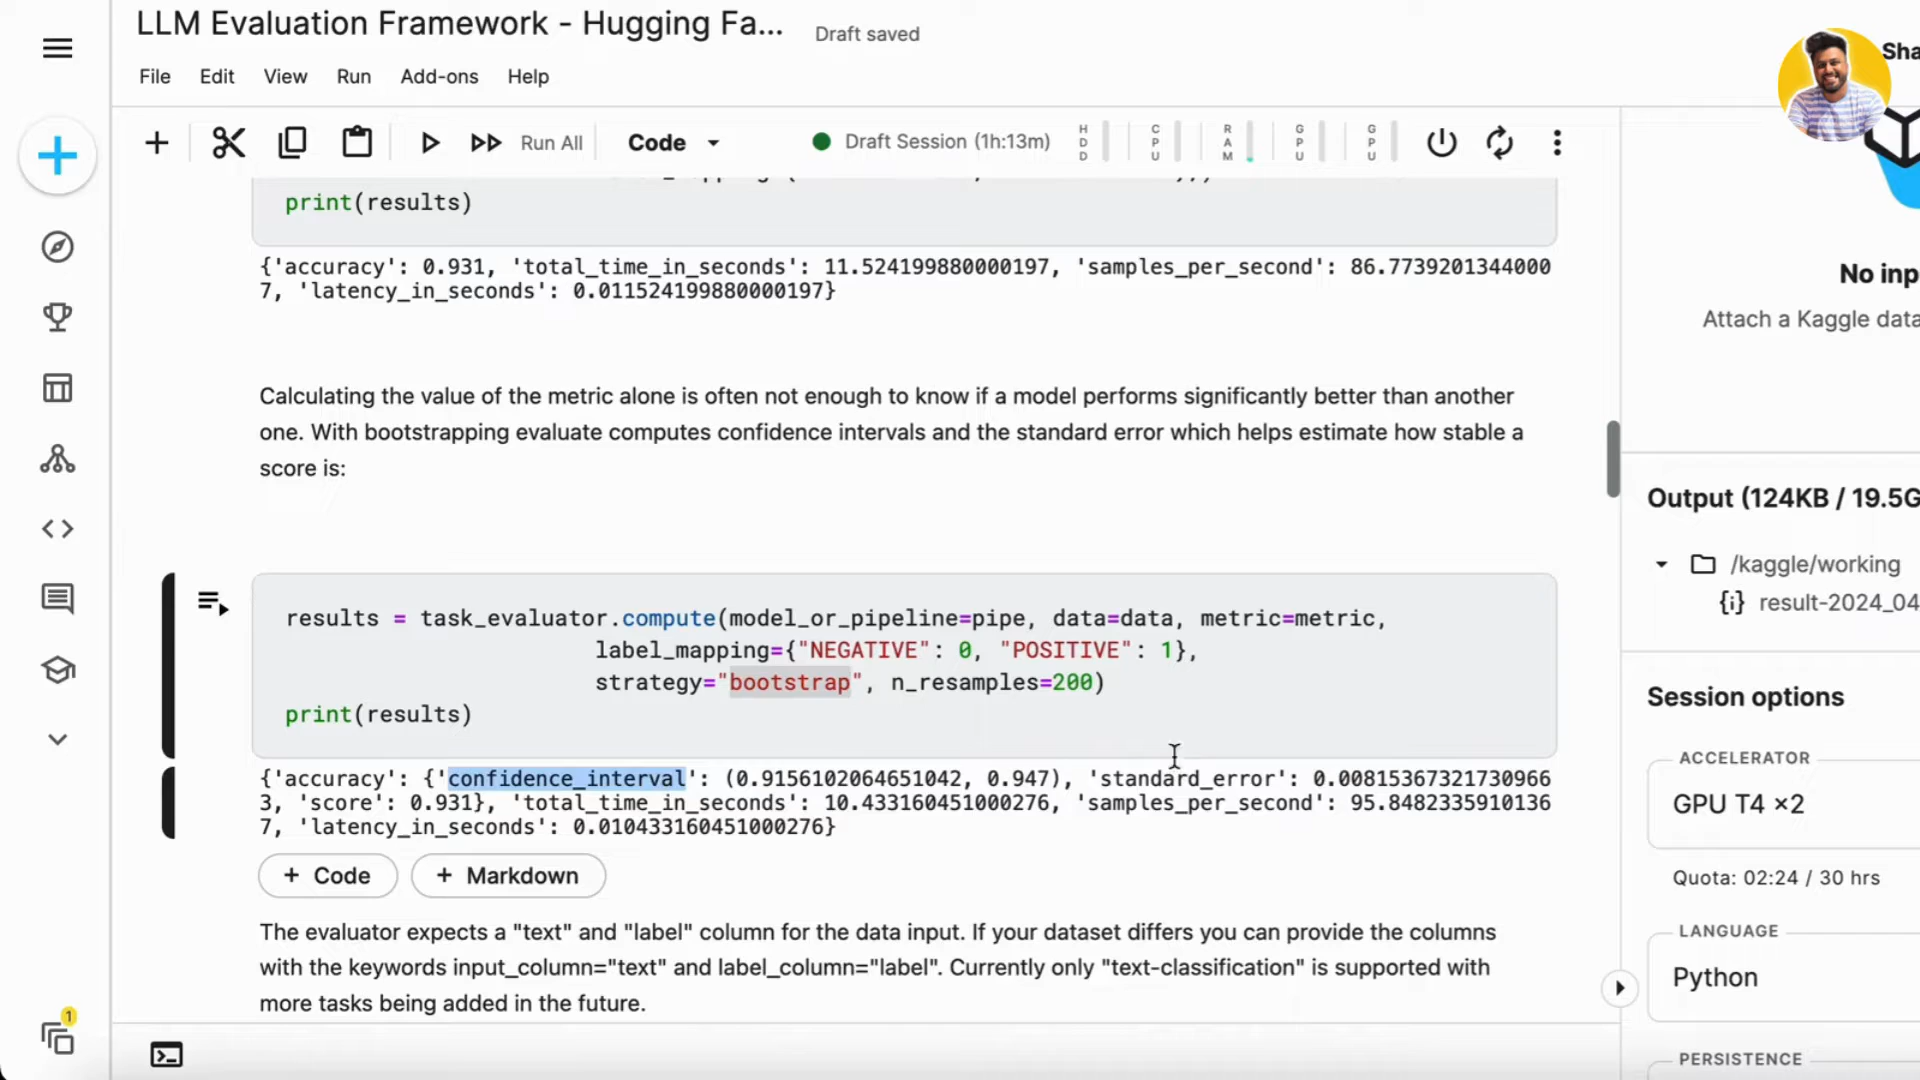 LLM Evaluation Framework - Hugging Fa...
Draft saved
Sha
File Edit View Run Add-ons Help
Run All
Code
Draft Session (1h:13m)
HDD
CPU
RAM
GPU
GPU
print(results)
{'accuracy': 0.931, 'total_time_in_seconds': 11.524199880000197, 'samples_per_second': 86.7739201344000
7, 'latency_in_seconds': 0.011524199880000197}
Calculating the value of the metric alone is often not enough to know if a model performs significantly better than another
one. With bootstrapping evaluate computes confidence intervals and the standard error which helps estimate how stable a
score is:
results = task_evaluator.compute(model_or_pipeline=pipe, data=data, metric=metric,
label_mapping={"NEGATIVE": 0, "POSITIVE": 1},
strategy="bootstrap", n_resamples=200)
print(results)
{'accuracy': {'confidence_interval': (0.9156102064651042, 0.947), 'standard_error': 0.00815367321730966
3, 'score': 0.931}, 'total_time_in_seconds': 10.433160451000276, 'samples_per_second': 95.8482335910136
7, 'latency_in_seconds': 0.010433160451000276}
+ Code
+ Markdown
The evaluator expects a "text" and "label" column for the data input. If your dataset differs you can provide the columns
with the keywords input_column="text" and label_column="label". Currently only "text-classification" is supported with
more tasks being added in the future.
1
No inp
Attach a Kaggle data
Output (124KB / 19.5G
/kaggle/working
{i} result-2024_04
Session options
ACCELERATOR
GPU T4 ×2
Quota: 02:24 / 30 hrs
LANGUAGE
Python
PERSISTENCE